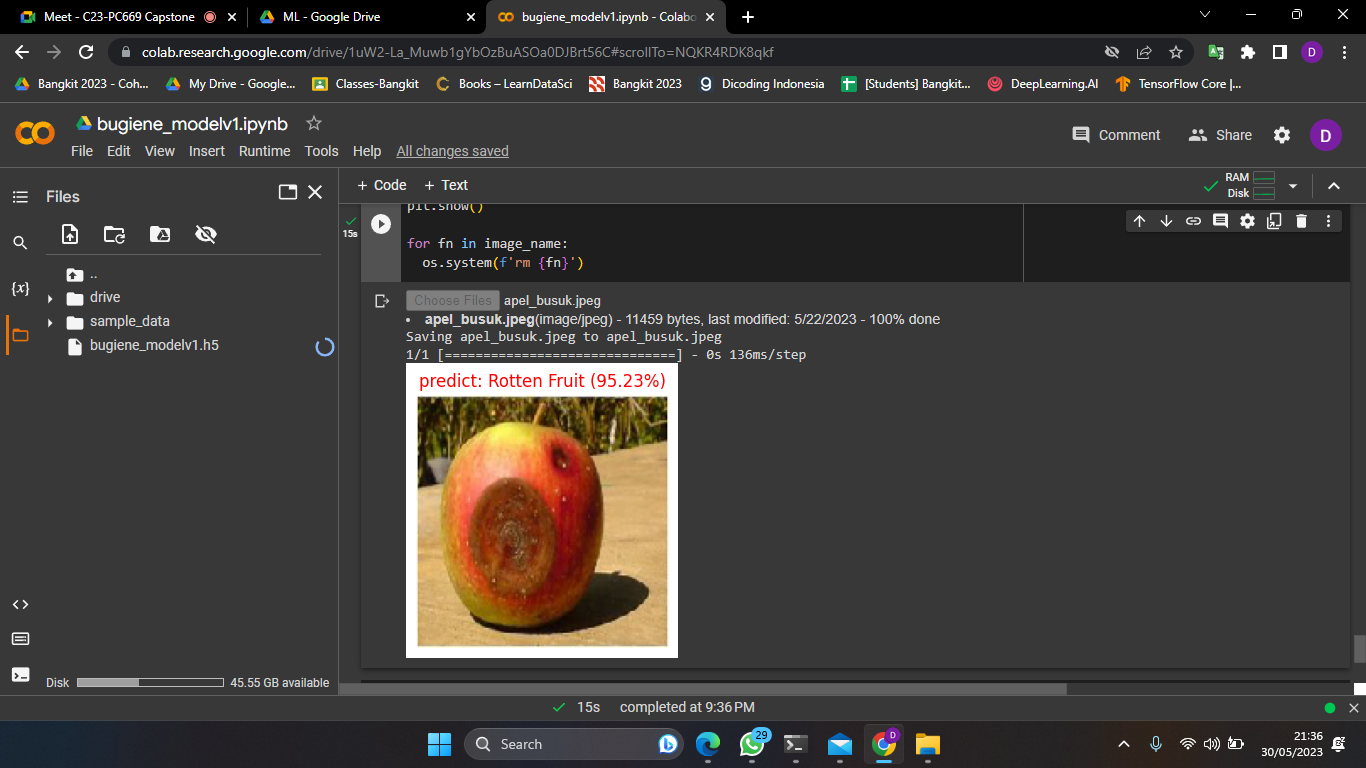 Meet - C23-PC669 Capstone
ML - Google Drive
bugiene_modelv1.ipynb - Colabo
colab.research.google.com/drive/1uW2-La_Muwb1gYbOzBuASOa0DJBrt56C#scrollTo=NQKR4RDK8qkf
D
Bangkit 2023 - Coh...
My Drive - Google...
Classes-Bangkit
Books – LearnDataSci
Bangkit 2023
Dicoding Indonesia
[Students] Bangkit...
DeepLearning.AI
TensorFlow Core |...
bugiene_modelv1.ipynb
Comment
Share
D
File Edit View Insert Runtime Tools Help All changes saved
Files
+ Code + Text
RAM
Disk
{x}
..
drive
sample_data
bugiene_modelv1.h5
15s
plt.show()
for fn in image_name:
os.system(f'rm {fn}')
Choose Files apel_busuk.jpeg
• apel_busuk.jpeg(image/jpeg) - 11459 bytes, last modified: 5/22/2023 - 100% done
Saving apel_busuk.jpeg to apel_busuk.jpeg
1/1 [==============================] - 0s 136ms/step
predict: Rotten Fruit (95.23%)
Disk 45.55 GB available
15s completed at 9:36 PM
Search
29
D
21:36
30/05/2023